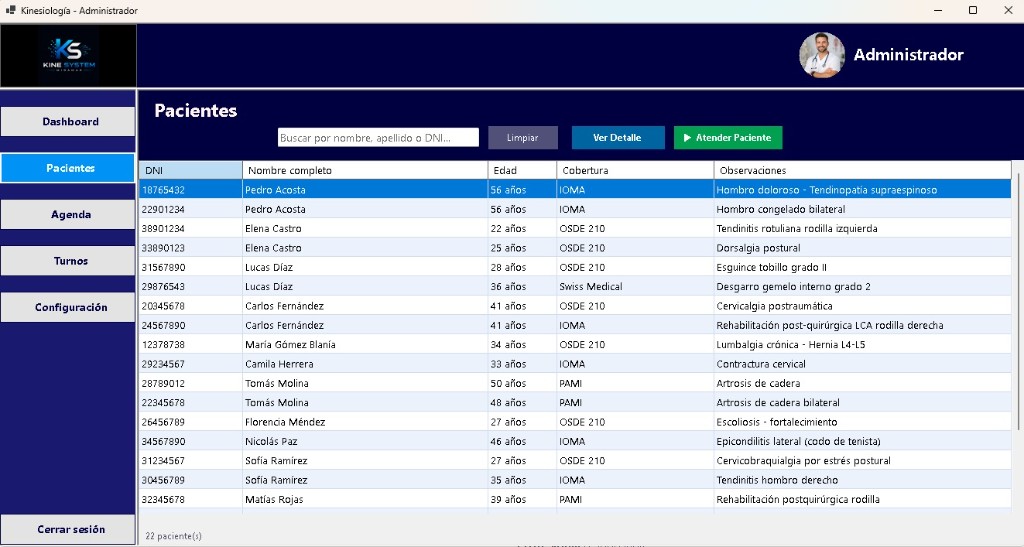 Kinesiología - Administrador
KS
KINE SYSTEM
Administrador
Dashboard
Pacientes
Agenda
Turnos
Configuración
Cerrar sesión
Pacientes
Buscar por nombre, apellido o DNI...
Limpiar
Ver Detalle
Atender Paciente
DNI Nombre completo Edad Cobertura Observaciones
18765432 Pedro Acosta 56 años IOMA Hombro doloroso - Tendinopatía supraespinoso
22901234 Pedro Acosta 56 años IOMA Hombro congelado bilateral
38901234 Elena Castro 22 años OSDE 210 Tendinitis rotuliana rodilla izquierda
33890123 Elena Castro 25 años OSDE 210 Dorsalgia postural
31567890 Lucas Díaz 28 años OSDE 210 Esguince tobillo grado II
29876543 Lucas Díaz 36 años Swiss Medical Desgarro gemelo interno grado 2
20345678 Carlos Fernández 41 años OSDE 210 Cervicalgia postraumática
24567890 Carlos Fernández 41 años IOMA Rehabilitación post-quirúrgica LCA rodilla derecha
12378738 María Gómez Blanía 34 años OSDE 210 Lumbalgia crónica - Hernia L4-L5
29234567 Camila Herrera 33 años IOMA Contractura cervical
28789012 Tomás Molina 50 años PAMI Artrosis de cadera
22345678 Tomás Molina 48 años PAMI Artrosis de cadera bilateral
26456789 Florencia Méndez 27 años OSDE 210 Escoliosis - fortalecimiento
34567890 Nicolás Paz 46 años IOMA Epicondilitis lateral (codo de tenista)
31234567 Sofía Ramírez 27 años OSDE 210 Cervicobraquialgia por estrés postural
30456789 Sofía Ramírez 35 años IOMA Tendinitis hombro derecho
32345678 Matías Rojas 39 años PAMI Rehabilitación postquirúrgica rodilla
22 paciente(s)